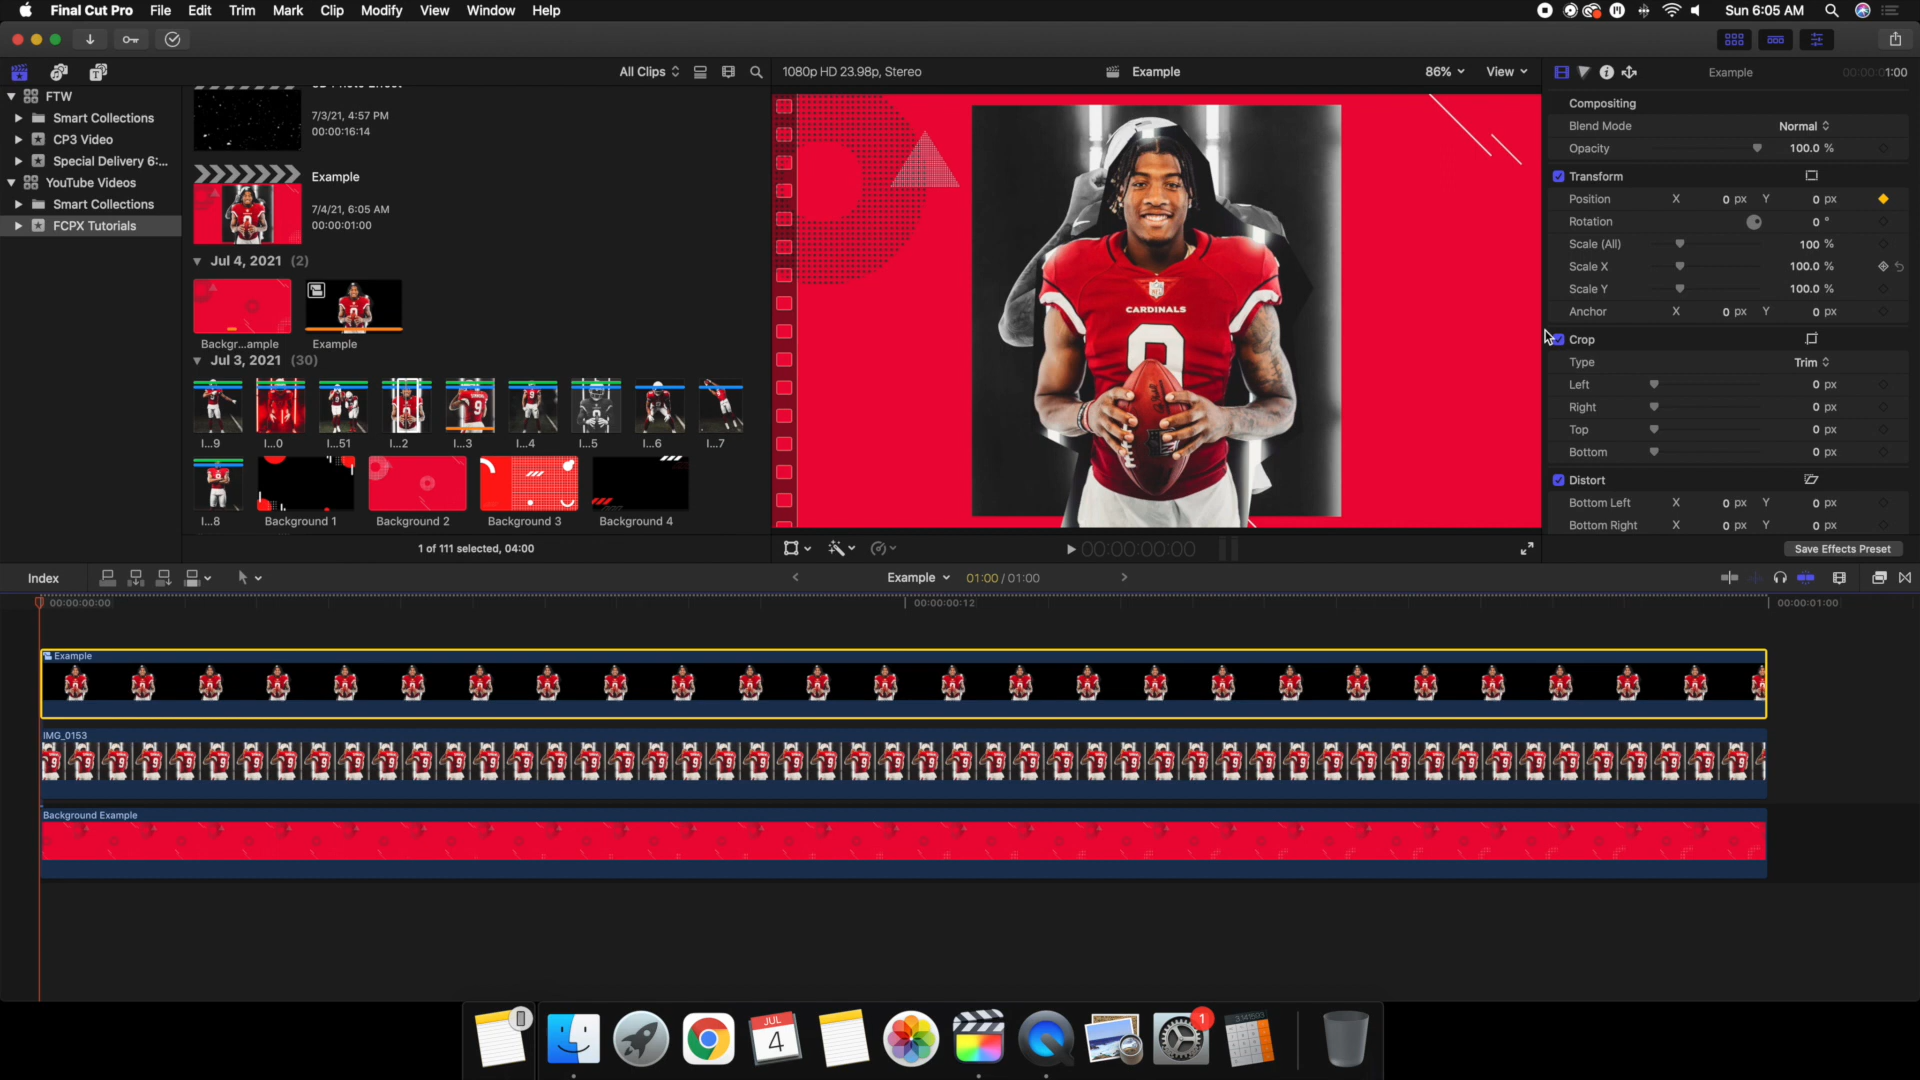 Final Cut Pro File Edit Trim Mark Clip Modify View Window Help
Sun 6:05 AM
All Clips
1080p HD 23.98p, Stereo
Example
86%
View
Example
00:00:01:00
FTW
Smart Collections
CP3 Video
Special Delivery 6:...
YouTube Videos
Smart Collections
FCPX Tutorials
7/3/21, 4:57 PM
00:00:16:14
Example
7/4/21, 6:05 AM
00:00:01:00
Jul 4, 2021 (2)
Backgr...ample
Example
Jul 3, 2021 (30)
I...9
I...0
I...51
I...2
I...3
I...4
I...5
I...6
I...7
I...8
Background 1
Background 2
Background 3
Background 4
1 of 111 selected, 04:00
CARDINALS
NFL
00:00:00:00
Compositing
Blend Mode Normal
Opacity 100.0 %
Transform
Position X 0 px Y 0 px
Rotation 0 °
Scale (All) 100 %
Scale X 100.0 %
Scale Y 100.0 %
Anchor X 0 px Y 0 px
Crop
Type Trim
Left 0 px
Right 0 px
Top 0 px
Bottom 0 px
Distort
Bottom Left X 0 px Y 0 px
Bottom Right X 0 px Y 0 px
Save Effects Preset
Index
Example
01:00 / 01:00
00:00:00:00
00:00:00:12
00:00:01:00
Example
IMG_0153
Background Example
JUL
4
1